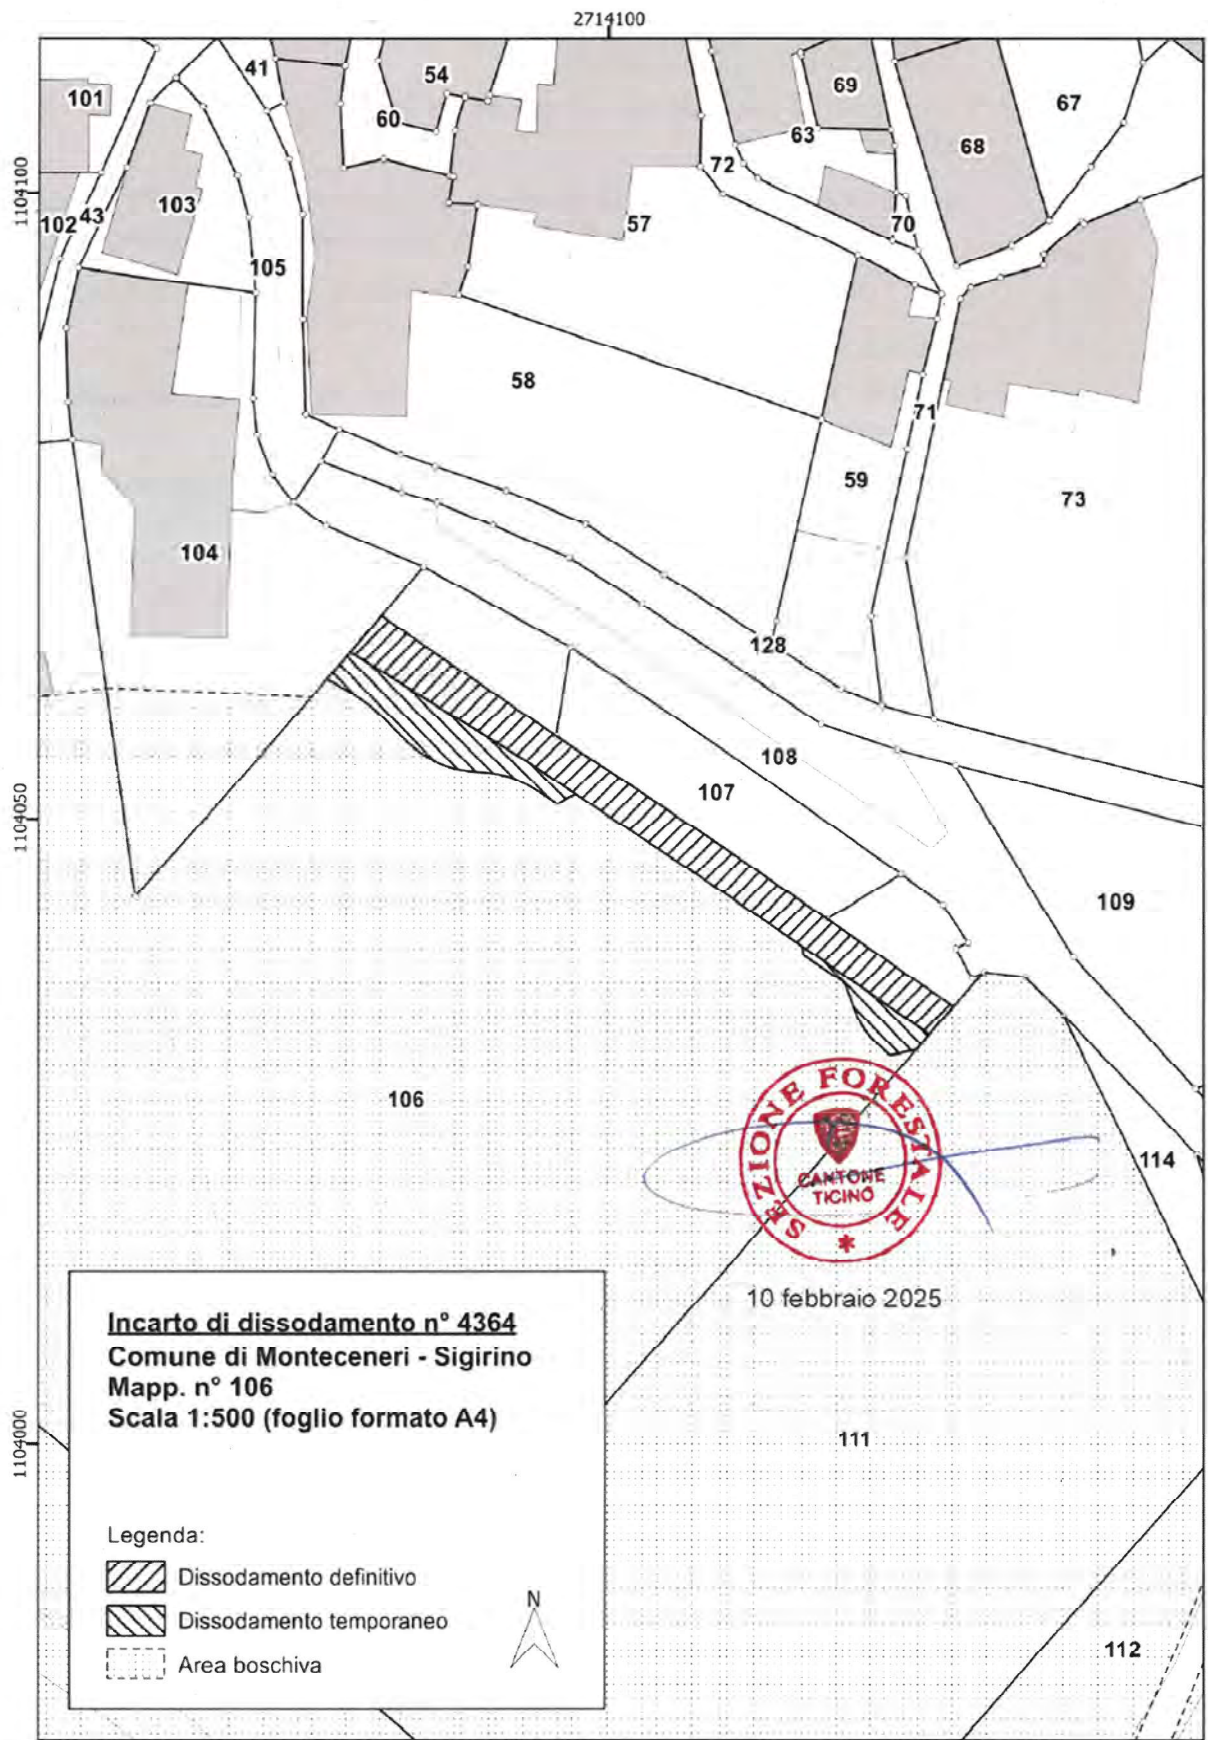 2714100
1104100
1104050
1104000
101
41
54
60
69
67
63
68
72
102
43
103
57
70
105
58
71
59
73
104
128
108
107
109
106
114
111
112
SEZIONE FORESTALE
CANTONE
TICINO
10 febbraio 2025
Incarto di dissodamento n° 4364
Comune di Monteceneri - Sigirino
Mapp. n° 106
Scala 1:500 (foglio formato A4)
Legenda:
Dissodamento definitivo
Dissodamento temporaneo
Area boschiva
N